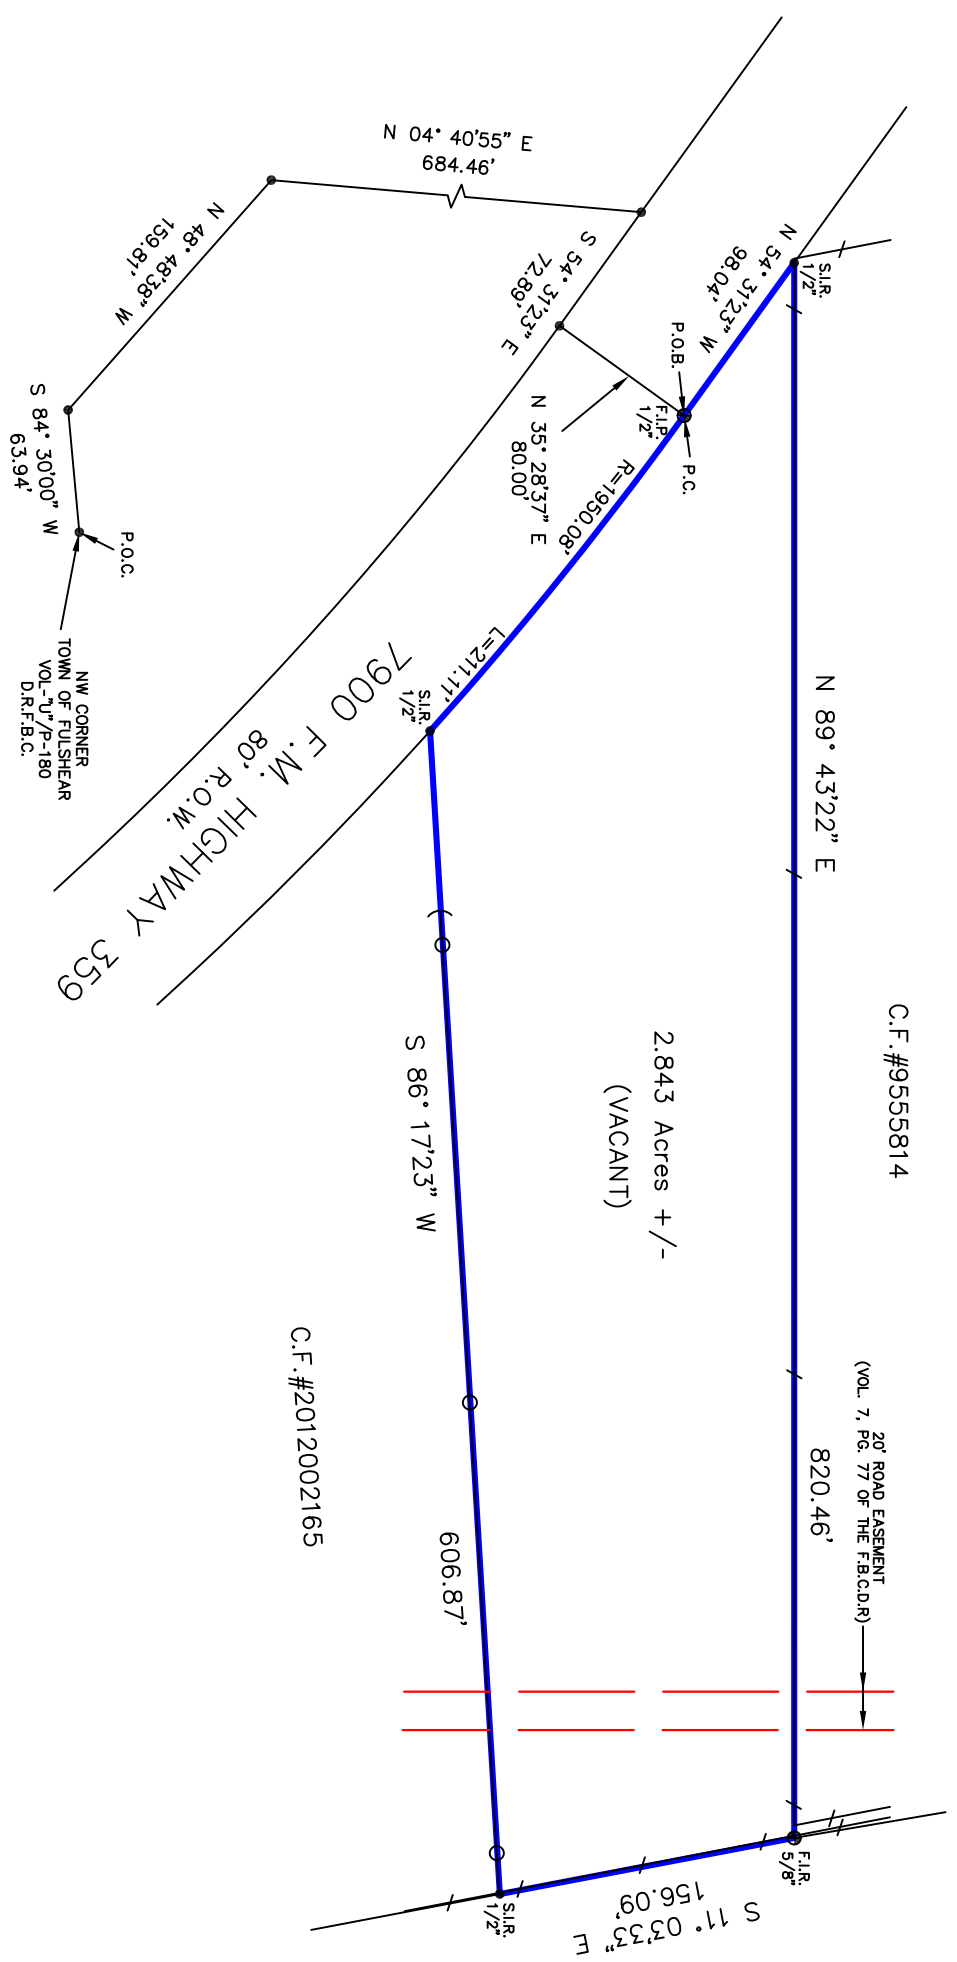 N 04° 40'55" E
684.46'
N 48° 48'38" W
159.81'
S 84° 30'00" W
63.94'
P.O.C.
NW CORNER
TOWN OF FULSHEAR
VOL-"U"/P-180
D.R.F.B.C.
S 54° 31'23" E
72.89'
N 35° 28'37" E
80.00'
N 54° 31'23" W
98.04'
S.I.R.
1/2"
P.O.B.
F.I.P.
1/2"
P.C.
R=1950.08'
L=211.11'
S.I.R.
1/2"
7900 F.M. HIGHWAY 359
80' R.O.W.
N 89° 43'22" E
820.46'
C.F.#9555814
2.843 Acres +/-
(VACANT)
S 86° 17'23" W
606.87'
C.F.#2012002165
20' ROAD EASEMENT
(VOL. 7, PG. 77 OF THE F.B.C.D.R)
F.I.R.
5/8"
S 11° 03'33" E
156.09'
S.I.R.
1/2"